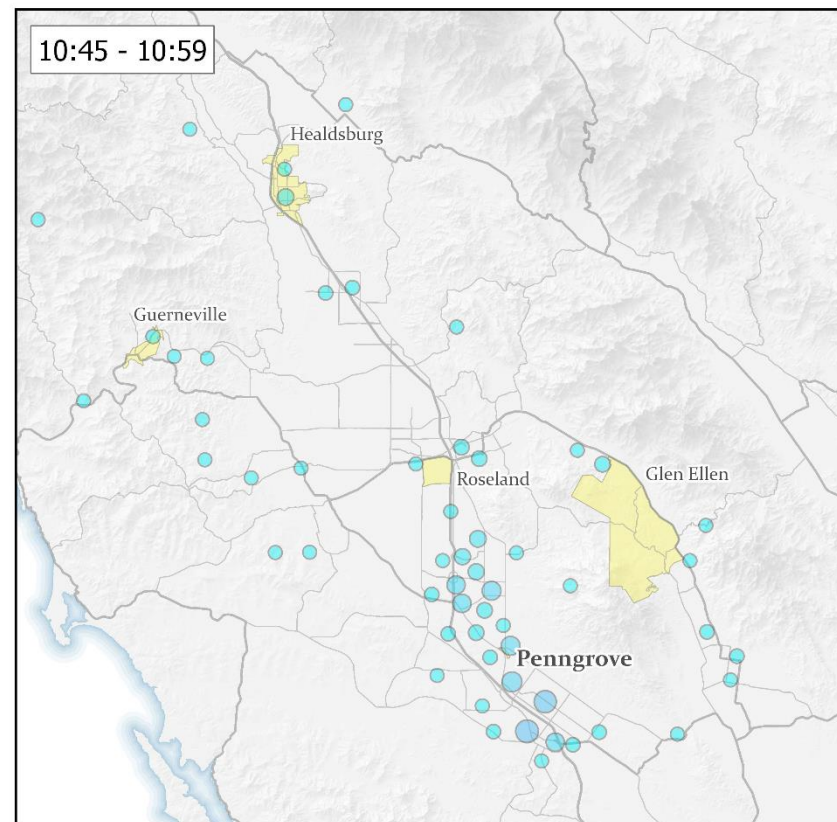 10:45 - 10:59
Healdsburg
Guerneville
Roseland
Glen Ellen
Penngrove